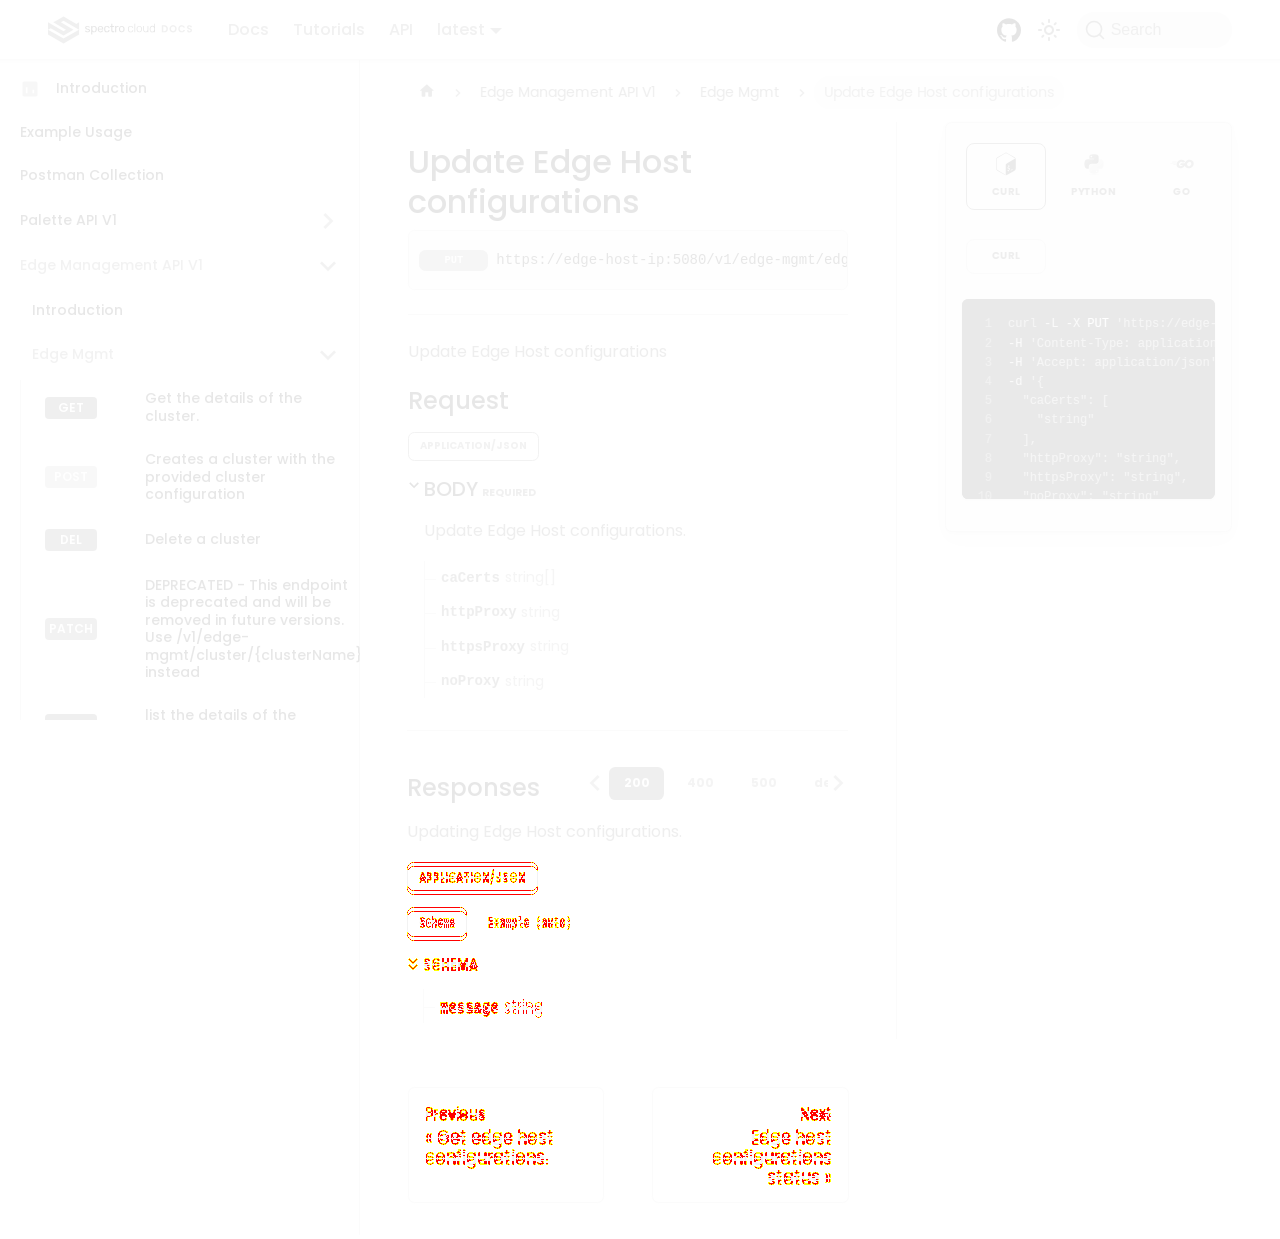 spectro cloud DOCS Docs Tutorials API latest Search
Introduction
Example Usage
Postman Collection
Palette API V1
Edge Management API V1
Introduction
Edge Mgmt
GET Get the details of the
cluster.
POST Creates a cluster with the
provided cluster
configuration
DEL Delete a cluster
PATCH DEPRECATED - This endpoint
is deprecated and will be
removed in future versions.
Use /v1/edge-
mgmt/cluster/{clusterName}
instead
list the details of the
Edge Management API V1 > Edge Mgmt > Update Edge Host configurations
Update Edge Host
configurations
PUT https://edge-host-ip:5080/v1/edge-mgmt/edg
Update Edge Host configurations
Request
APPLICATION/JSON
BODY REQUIRED
Update Edge Host configurations.
caCerts string[]
httpProxy string
httpsProxy string
noProxy string
Responses
200 400 500 de
Updating Edge Host configurations.
APPLICATION/JSON
Schema Example (auto)
SCHEMA
message string
Previous
« Get edge host
configurations.
Next
Edge host
configurations
status »
CURL PYTHON GO
CURL
1 curl -L -X PUT 'https://edge-
2 -H 'Content-Type: application
3 -H 'Accept: application/json'
4 -d '{
5 "caCerts": [
6 "string"
7 ],
8 "httpProxy": "string",
9 "httpsProxy": "string",
10 "noProxy": "string"